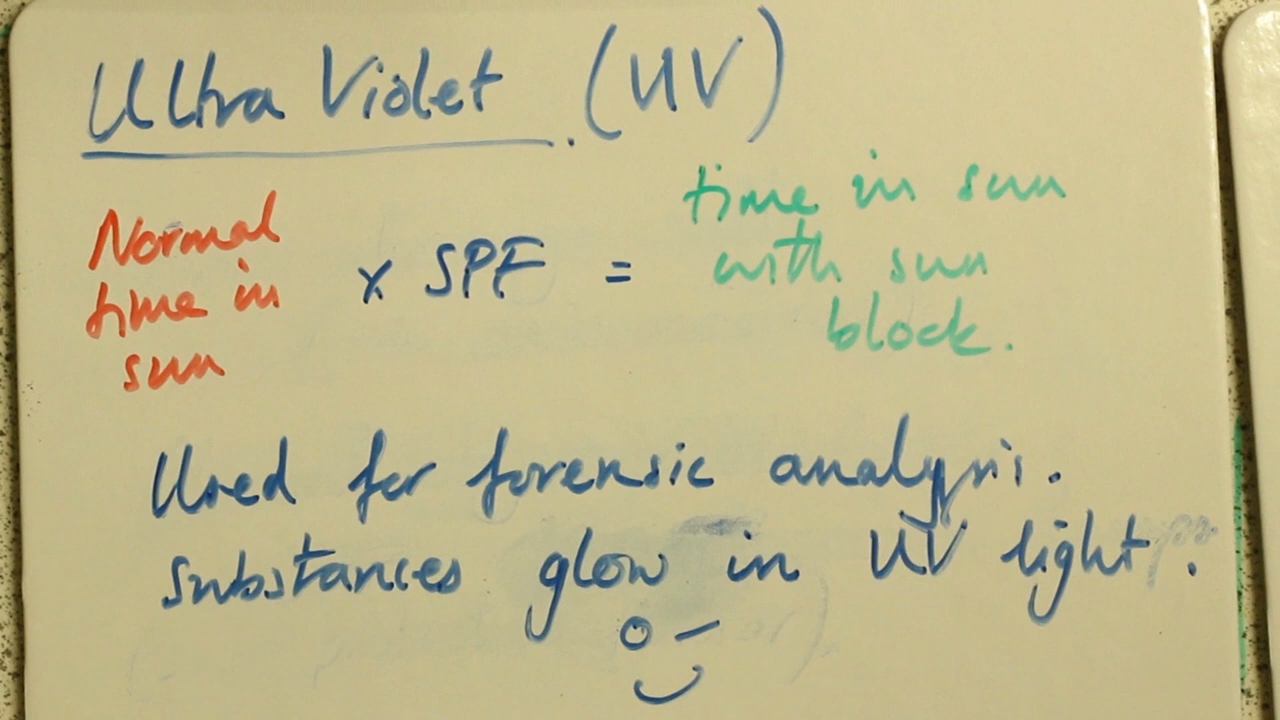 Ultra Violet. (UV)
Normal time in sun × SPF = time in sun with sun block.
Used for forensic analysis.
substances glow in UV light.